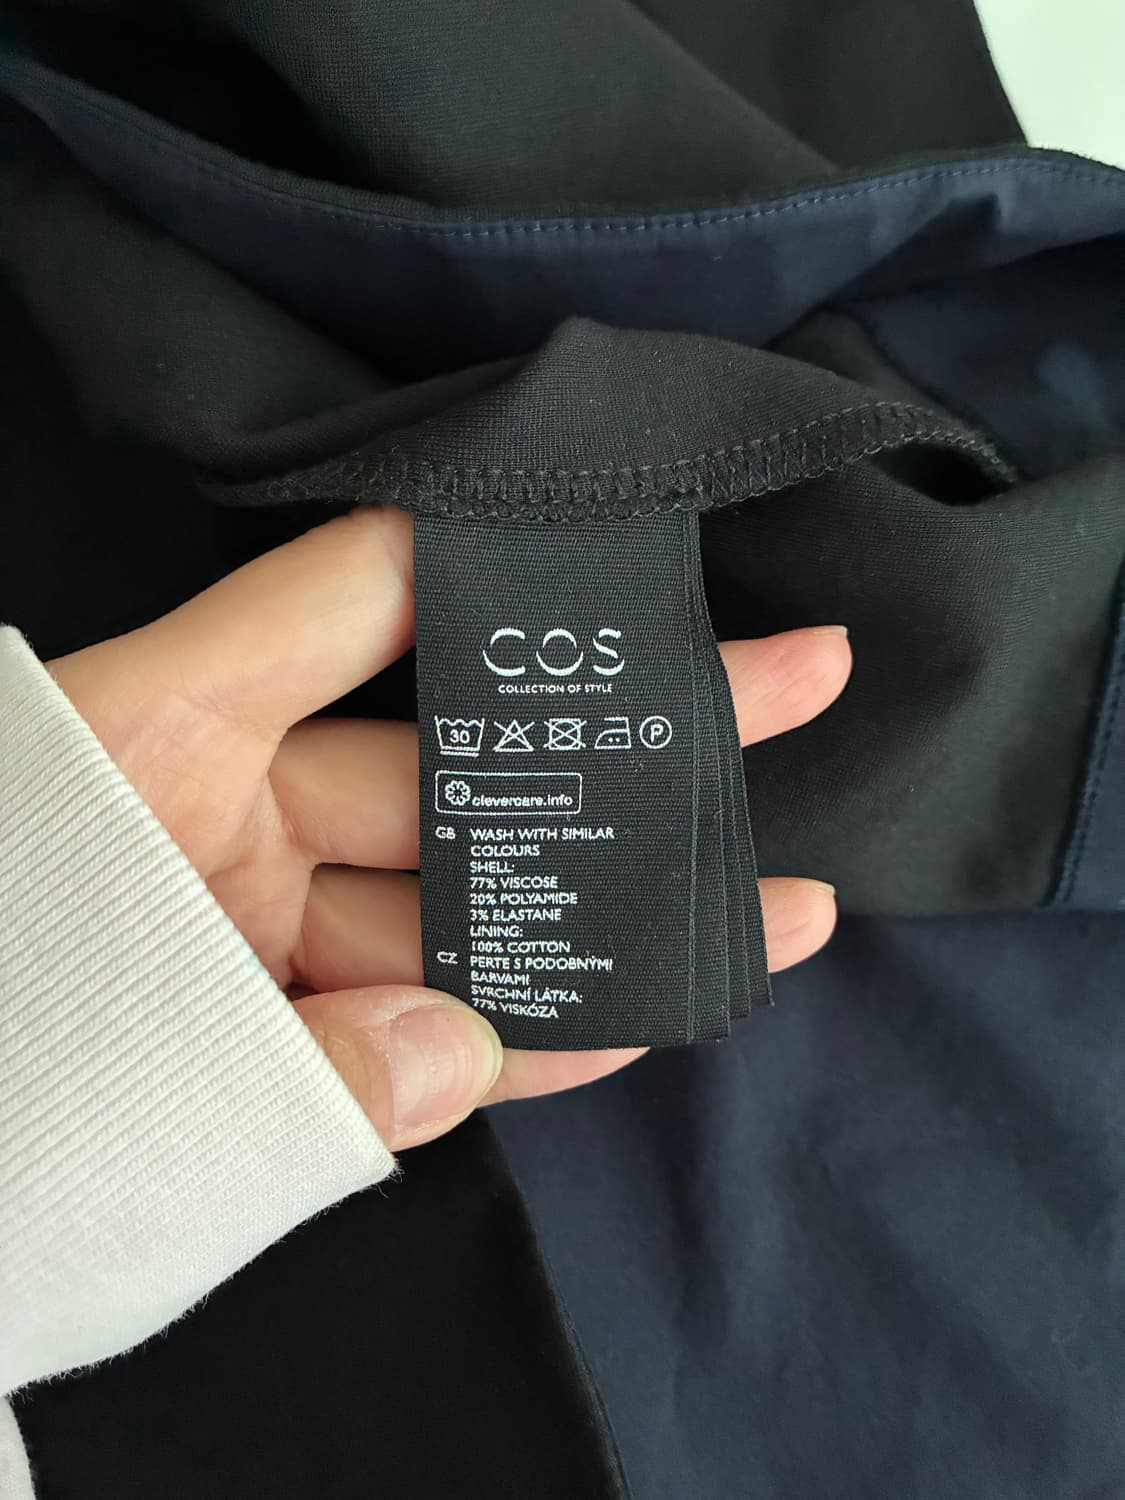 COS
COLLECTION OF STYLE
30 P
clevercare.info
GB WASH WITH SIMILAR
COLOURS
SHELL:
77% VISCOSE
20% POLYAMIDE
3% ELASTANE
LINING:
100% COTTON
CZ PERTE S PODOBNÝMI
BARVAMI
SVRCHNÍ LÁTKA:
77% VISKÓZA